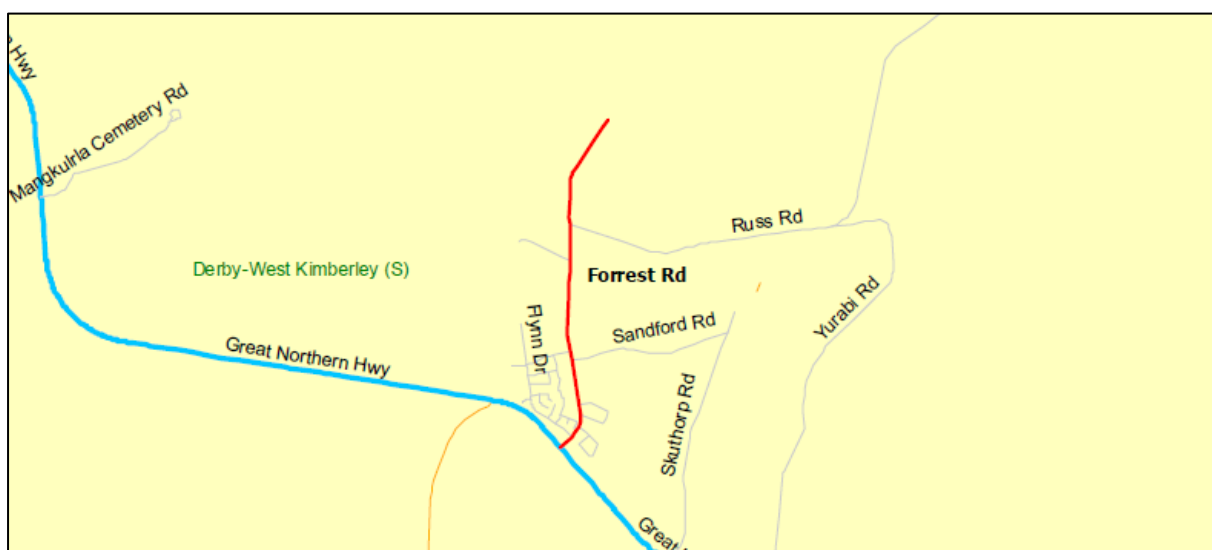 Hwy
Mangkulrla Cemetery Rd
Russ Rd
Derby-West Kimberley (S)
Forrest Rd
Yurabi Rd
Flynn Dr
Sandford Rd
Great Northern Hwy
Skuthorp Rd
Great